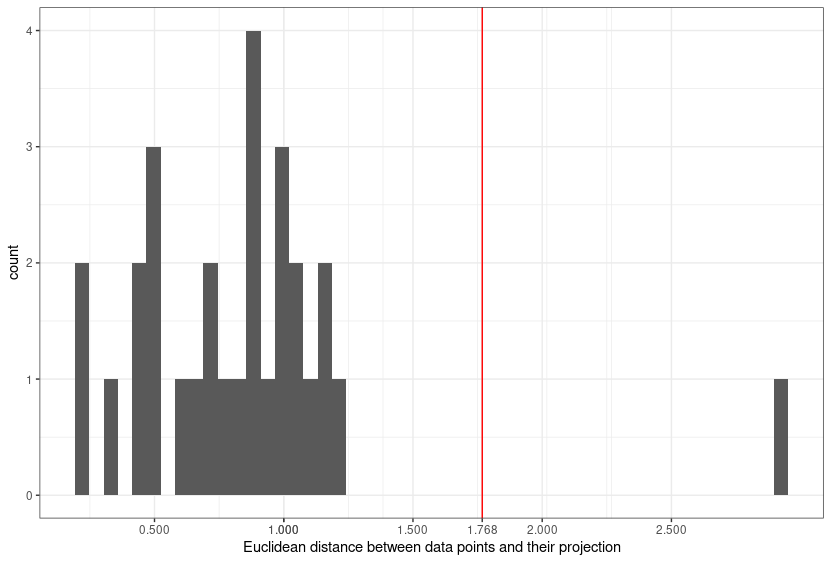 4
3
2
1
0
count
0.500 1.000 1.500 1.768 2.000 2.500
Euclidean distance between data points and their projection